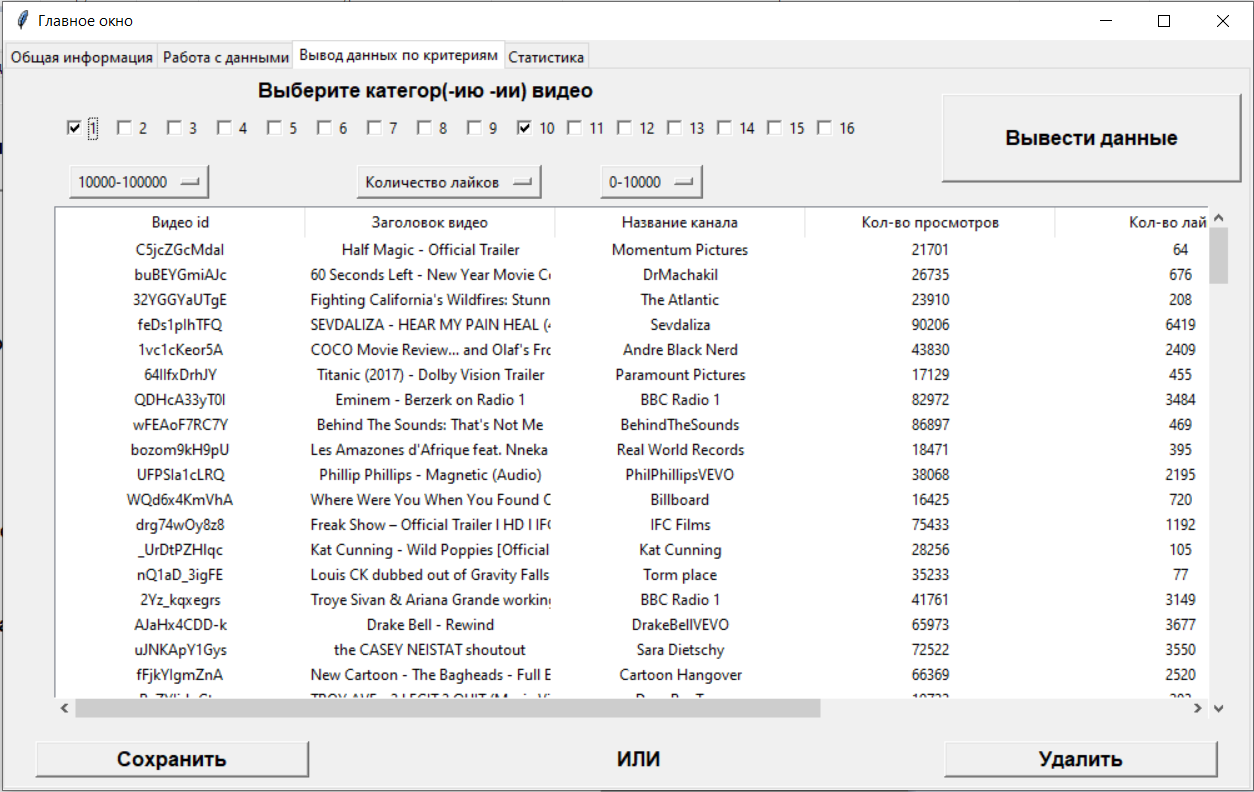 Главное окно
Общая информация Работа с данными Вывод данных по критериям Статистика
Выберите категор(-ию -ии) видео
1 2 3 4 5 6 7 8 9 10 11 12 13 14 15 16
Вывести данные
10000-100000 Количество лайков 0-10000
Видео id Заголовок видео Название канала Кол-во просмотров Кол-во лай
C5jcZGcMdaI Half Magic - Official Trailer Momentum Pictures 21701 64
buBEYGmiAJc 60 Seconds Left - New Year Movie Co DrMachakil 26735 676
32YGGYaUTgE Fighting California's Wildfires: Stunn The Atlantic 23910 208
feDs1plhTFQ SEVDALIZA - HEAR MY PAIN HEAL (4 Sevdaliza 90206 6419
1vc1cKeor5A COCO Movie Review... and Olaf's Fro Andre Black Nerd 43830 2409
64IlfxDrhJY Titanic (2017) - Dolby Vision Trailer Paramount Pictures 17129 455
QDHcA33yT0I Eminem - Berzerk on Radio 1 BBC Radio 1 82972 3484
wFEAoF7RC7Y Behind The Sounds: That's Not Me BehindTheSounds 86897 469
bozom9kH9pU Les Amazones d'Afrique feat. Nneka Real World Records 18471 395
UFPSIa1cLRQ Phillip Phillips - Magnetic (Audio) PhilPhillipsVEVO 38068 2195
WQd6x4KmVhA Where Were You When You Found O Billboard 16425 720
drg74wOy8z8 Freak Show – Official Trailer I HD I IFC IFC Films 75433 1192
_UrDtPZHIqc Kat Cunning - Wild Poppies [Official Kat Cunning 28256 105
nQ1aD_3igFE Louis CK dubbed out of Gravity Falls Torm place 35233 77
2Yz_kqxegrs Troye Sivan & Ariana Grande working BBC Radio 1 41761 3149
AJaHx4CDD-k Drake Bell - Rewind DrakeBellVEVO 65973 3677
uJNKApY1Gys the CASEY NEISTAT shoutout Sara Dietschy 72522 3550
fFjkYIgmZnA New Cartoon - The Bagheads - Full E Cartoon Hangover 66369 2520
Сохранить ИЛИ Удалить